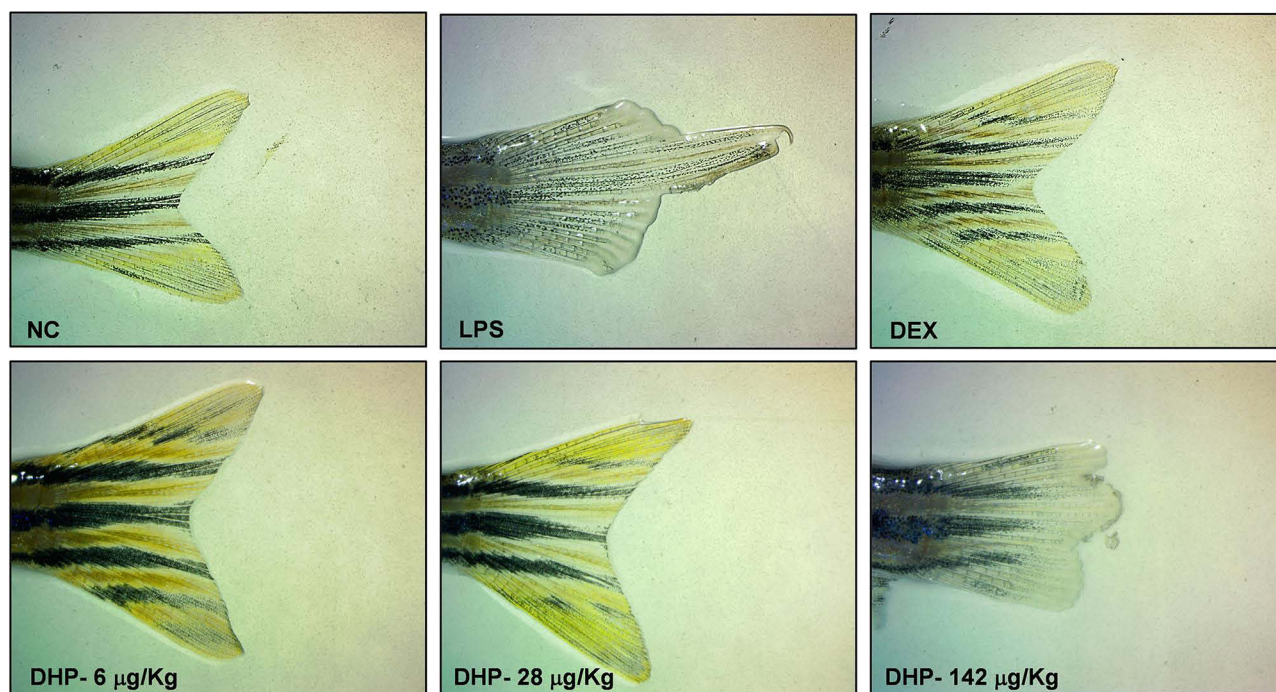 NC
LPS
DEX
DHP- 6 μg/Kg
DHP- 28 μg/Kg
DHP- 142 μg/Kg